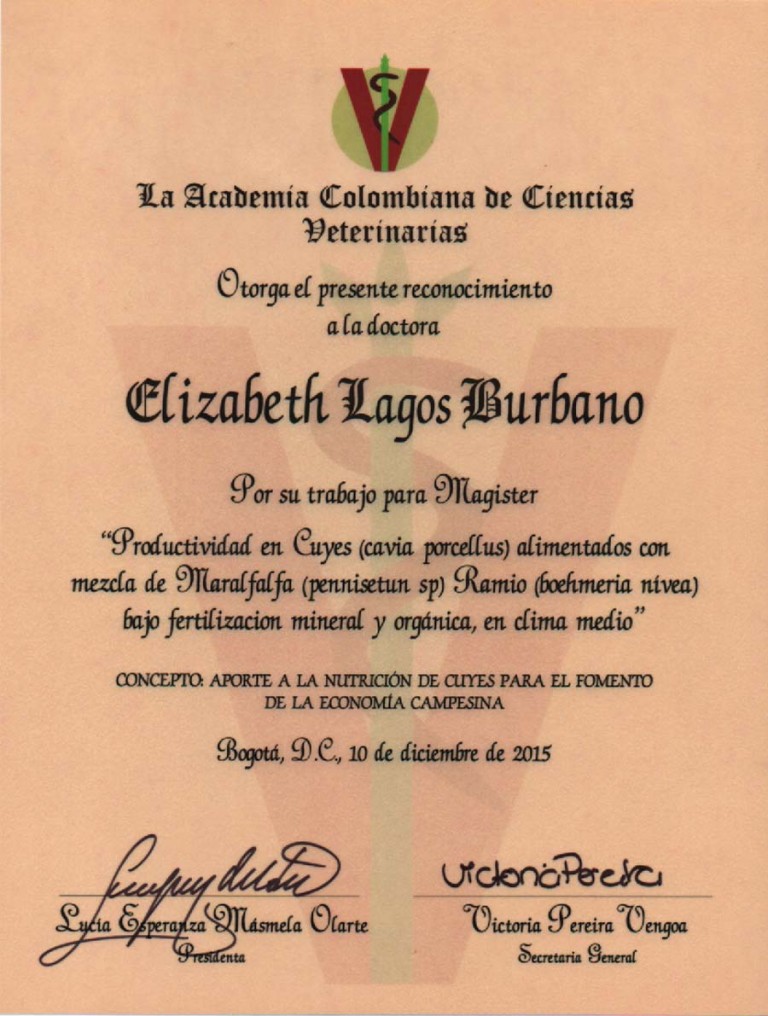 La Academia Colombiana de Ciencias
Veterinarias
Otorga el presente reconocimiento
a la doctora
Elizabeth Lagos Burbano
Por su trabajo para Magister
“Productividad en Cuyes (cavia porcellus) alimentados con
mezcla de Maralfalfa (pennisetun sp) Ramio (boehmeria nívea)
bajo fertilizacion mineral y orgánica, en clima medio”
CONCEPTO: APORTE A LA NUTRICIÓN DE CUYES PARA EL FOMENTO
DE LA ECONOMÍA CAMPESINA
Bogotá, D.C., 10 de diciembre de 2015
Victoria Pereira
Lucía Esperanza Másmela Olarte
Victoria Pereira Vengoa
Presidenta
Secretaria General